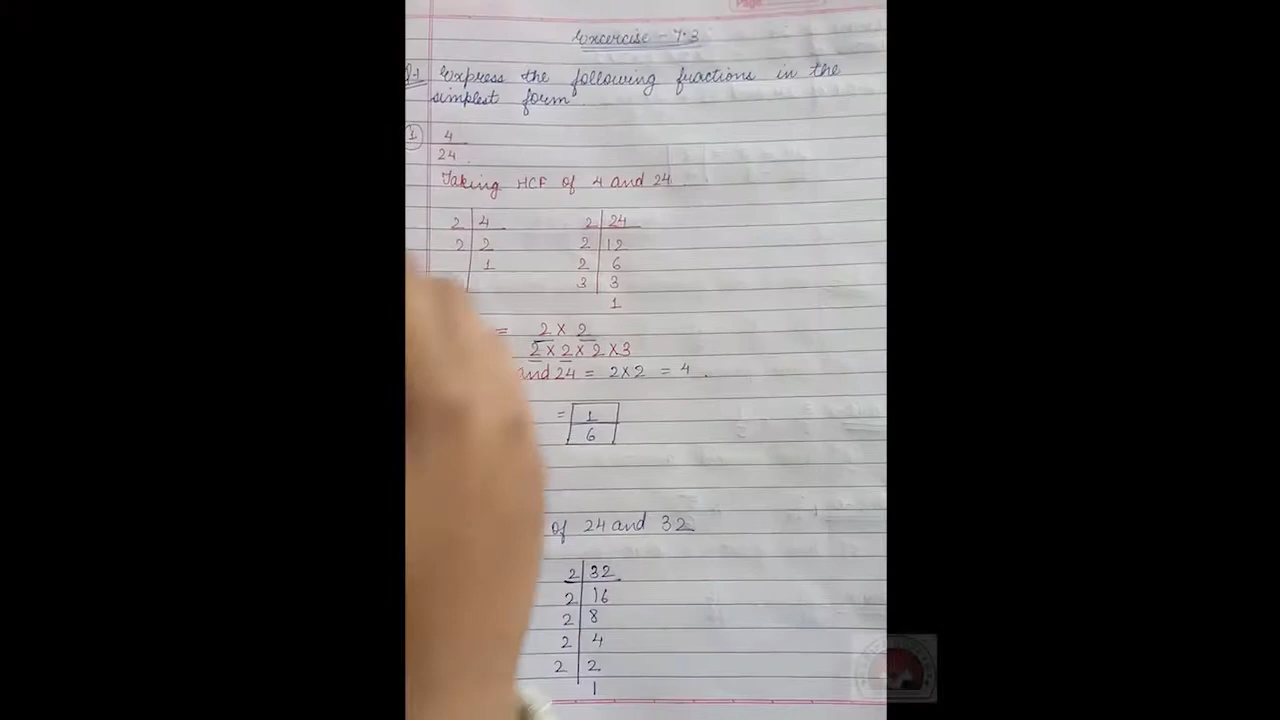 Page:
Excercise - 7.3
Q.1 Express the following fractions in the
simplest form
1 4
24
Taking HCF of 4 and 24
2 4 2 24
2 2 2 12
1 2 6
3 3
1
= 2 x 2
2 x 2 x 2 x 3
and 24 = 2x2 = 4 .
= 1
6
of 24 and 32
2 32
2 16
2 8
2 4
2 2
1